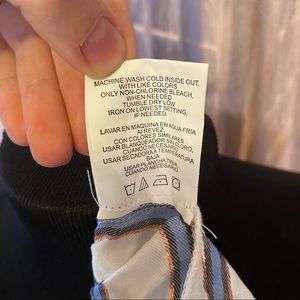 MACHINE WASH COLD INSIDE OUT,
WITH LIKE COLORS
ONLY NON-CHLORINE BLEACH,
WHEN NEEDED
TUMBLE DRY LOW
IRON ON LOWEST SETTING,
IF NEEDED
LAVAR EN MAQUINA EN AGUA FRIA
AL REVEZ.
CON COLORES SIMILARES
USAR BLANQUEADOR SIN CLORO
CUANDO NECESARIO
USAR SECADORA A TEMPERATURA
BAJA
USAR PLANCHA TIBIA
CUANDO NECESARIO